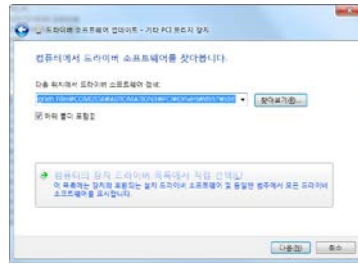 드라이버 소프트웨어 업데이트 - 기타 PCI 브리지 장치
컴퓨터에서 드라이버 소프트웨어를 찾아봅니다.
다음 위치에서 드라이버 소프트웨어 검색:
찾아보기(R)...
하위 폴더 포함(I)
컴퓨터의 장치 드라이버 목록에서 직접 선택(L)
이 목록에는 장치와 호환되는 설치 드라이버 소프트웨어 및 동일한 범주에서 모든 드라이버
소프트웨어를 표시합니다.
다음(N)
취소